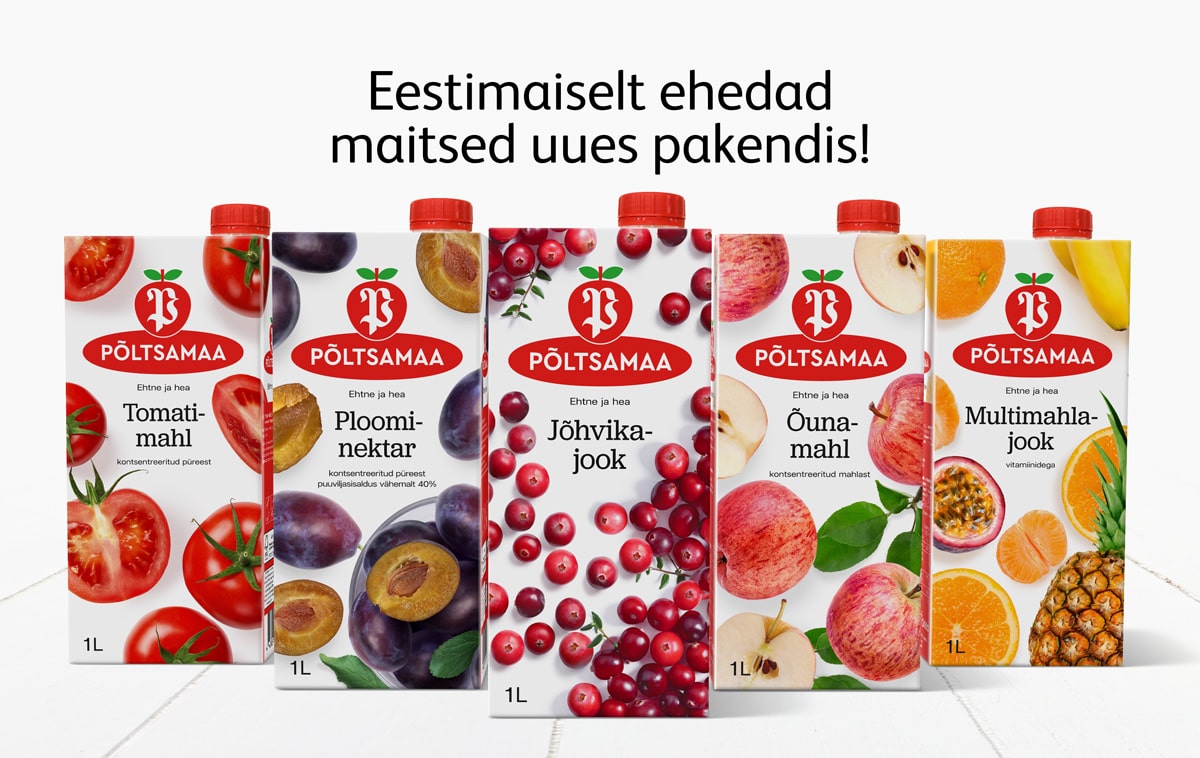 Eestimaiselt ehedad
maitsed uues pakendis!
P
PÕLTSAMAA
Ehtne ja hea
Tomati-
mahl
kontsentreeritud püreest
1L
P
PÕLTSAMAA
Ehtne ja hea
Ploomi-
nektar
kontsentreeritud püreest
puuviljasisaldus vähemalt 40%
1L
P
PÕLTSAMAA
Ehtne ja hea
Jõhvika-
jook
1L
P
PÕLTSAMAA
Ehtne ja hea
Õuna-
mahl
kontsentreeritud mahlast
1L
P
PÕLTSAMAA
Ehtne ja hea
Multimahla-
jook
vitamiinidega
1L